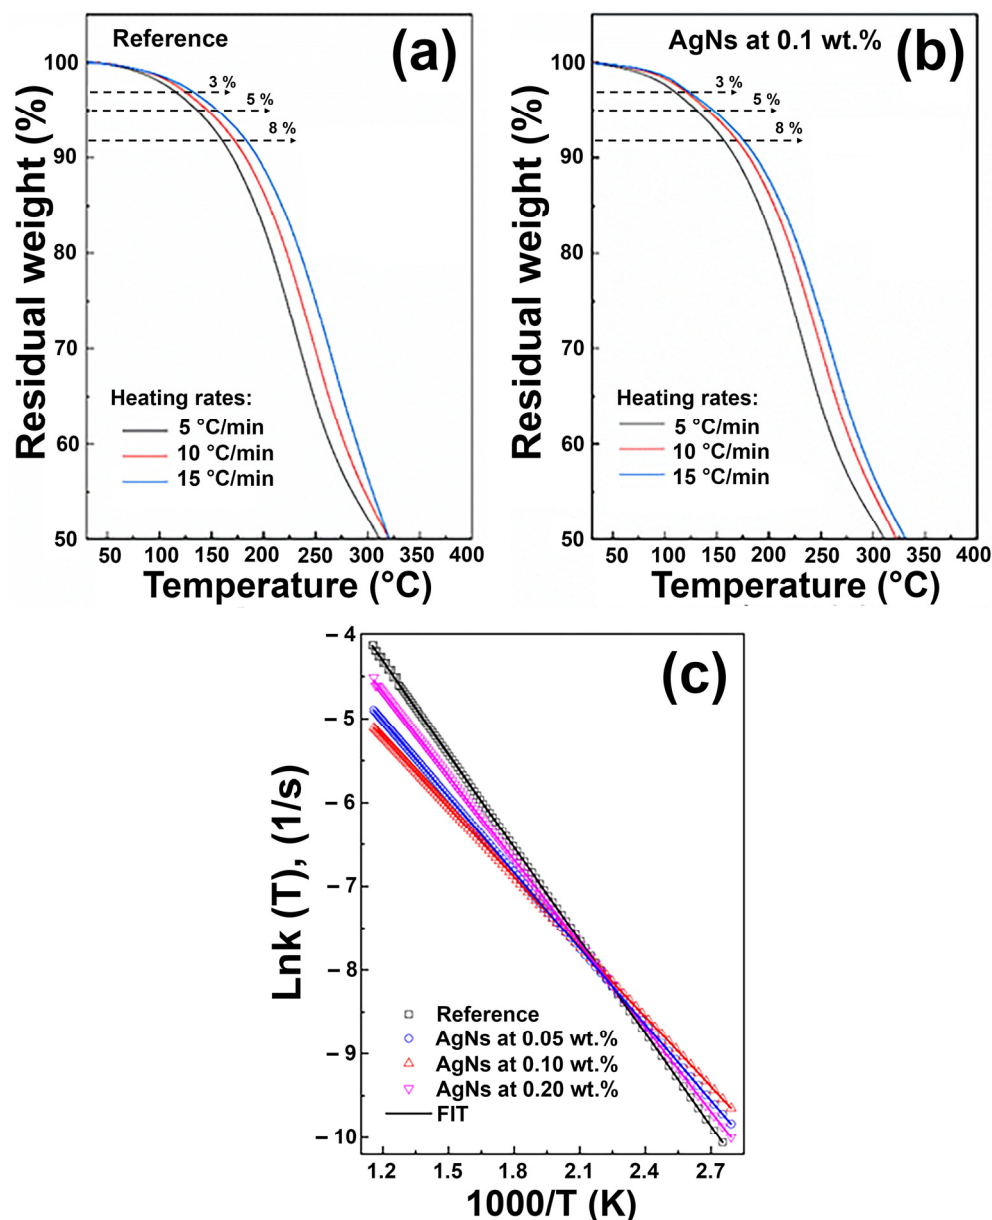 Reference
(a)
100
90
80
70
60
50
3 %
5 %
8 %
Heating rates:
5 °C/min
10 °C/min
15 °C/min
50 100 150 200 250 300 350 400
Temperature (°C)
Residual weight (%)
AgNs at 0.1 wt.%
(b)
100
90
80
70
60
50
3 %
5 %
8 %
Heating rates:
5 °C/min
10 °C/min
15 °C/min
50 100 150 200 250 300 350 400
Temperature (°C)
Residual weight (%)
(c)
− 4
− 5
− 6
− 7
− 8
− 9
− 10
Lnk (T), (1/s)
Reference
AgNs at 0.05 wt.%
AgNs at 0.10 wt.%
AgNs at 0.20 wt.%
FIT
1.2 1.5 1.8 2.1 2.4 2.7
1000/T (K)